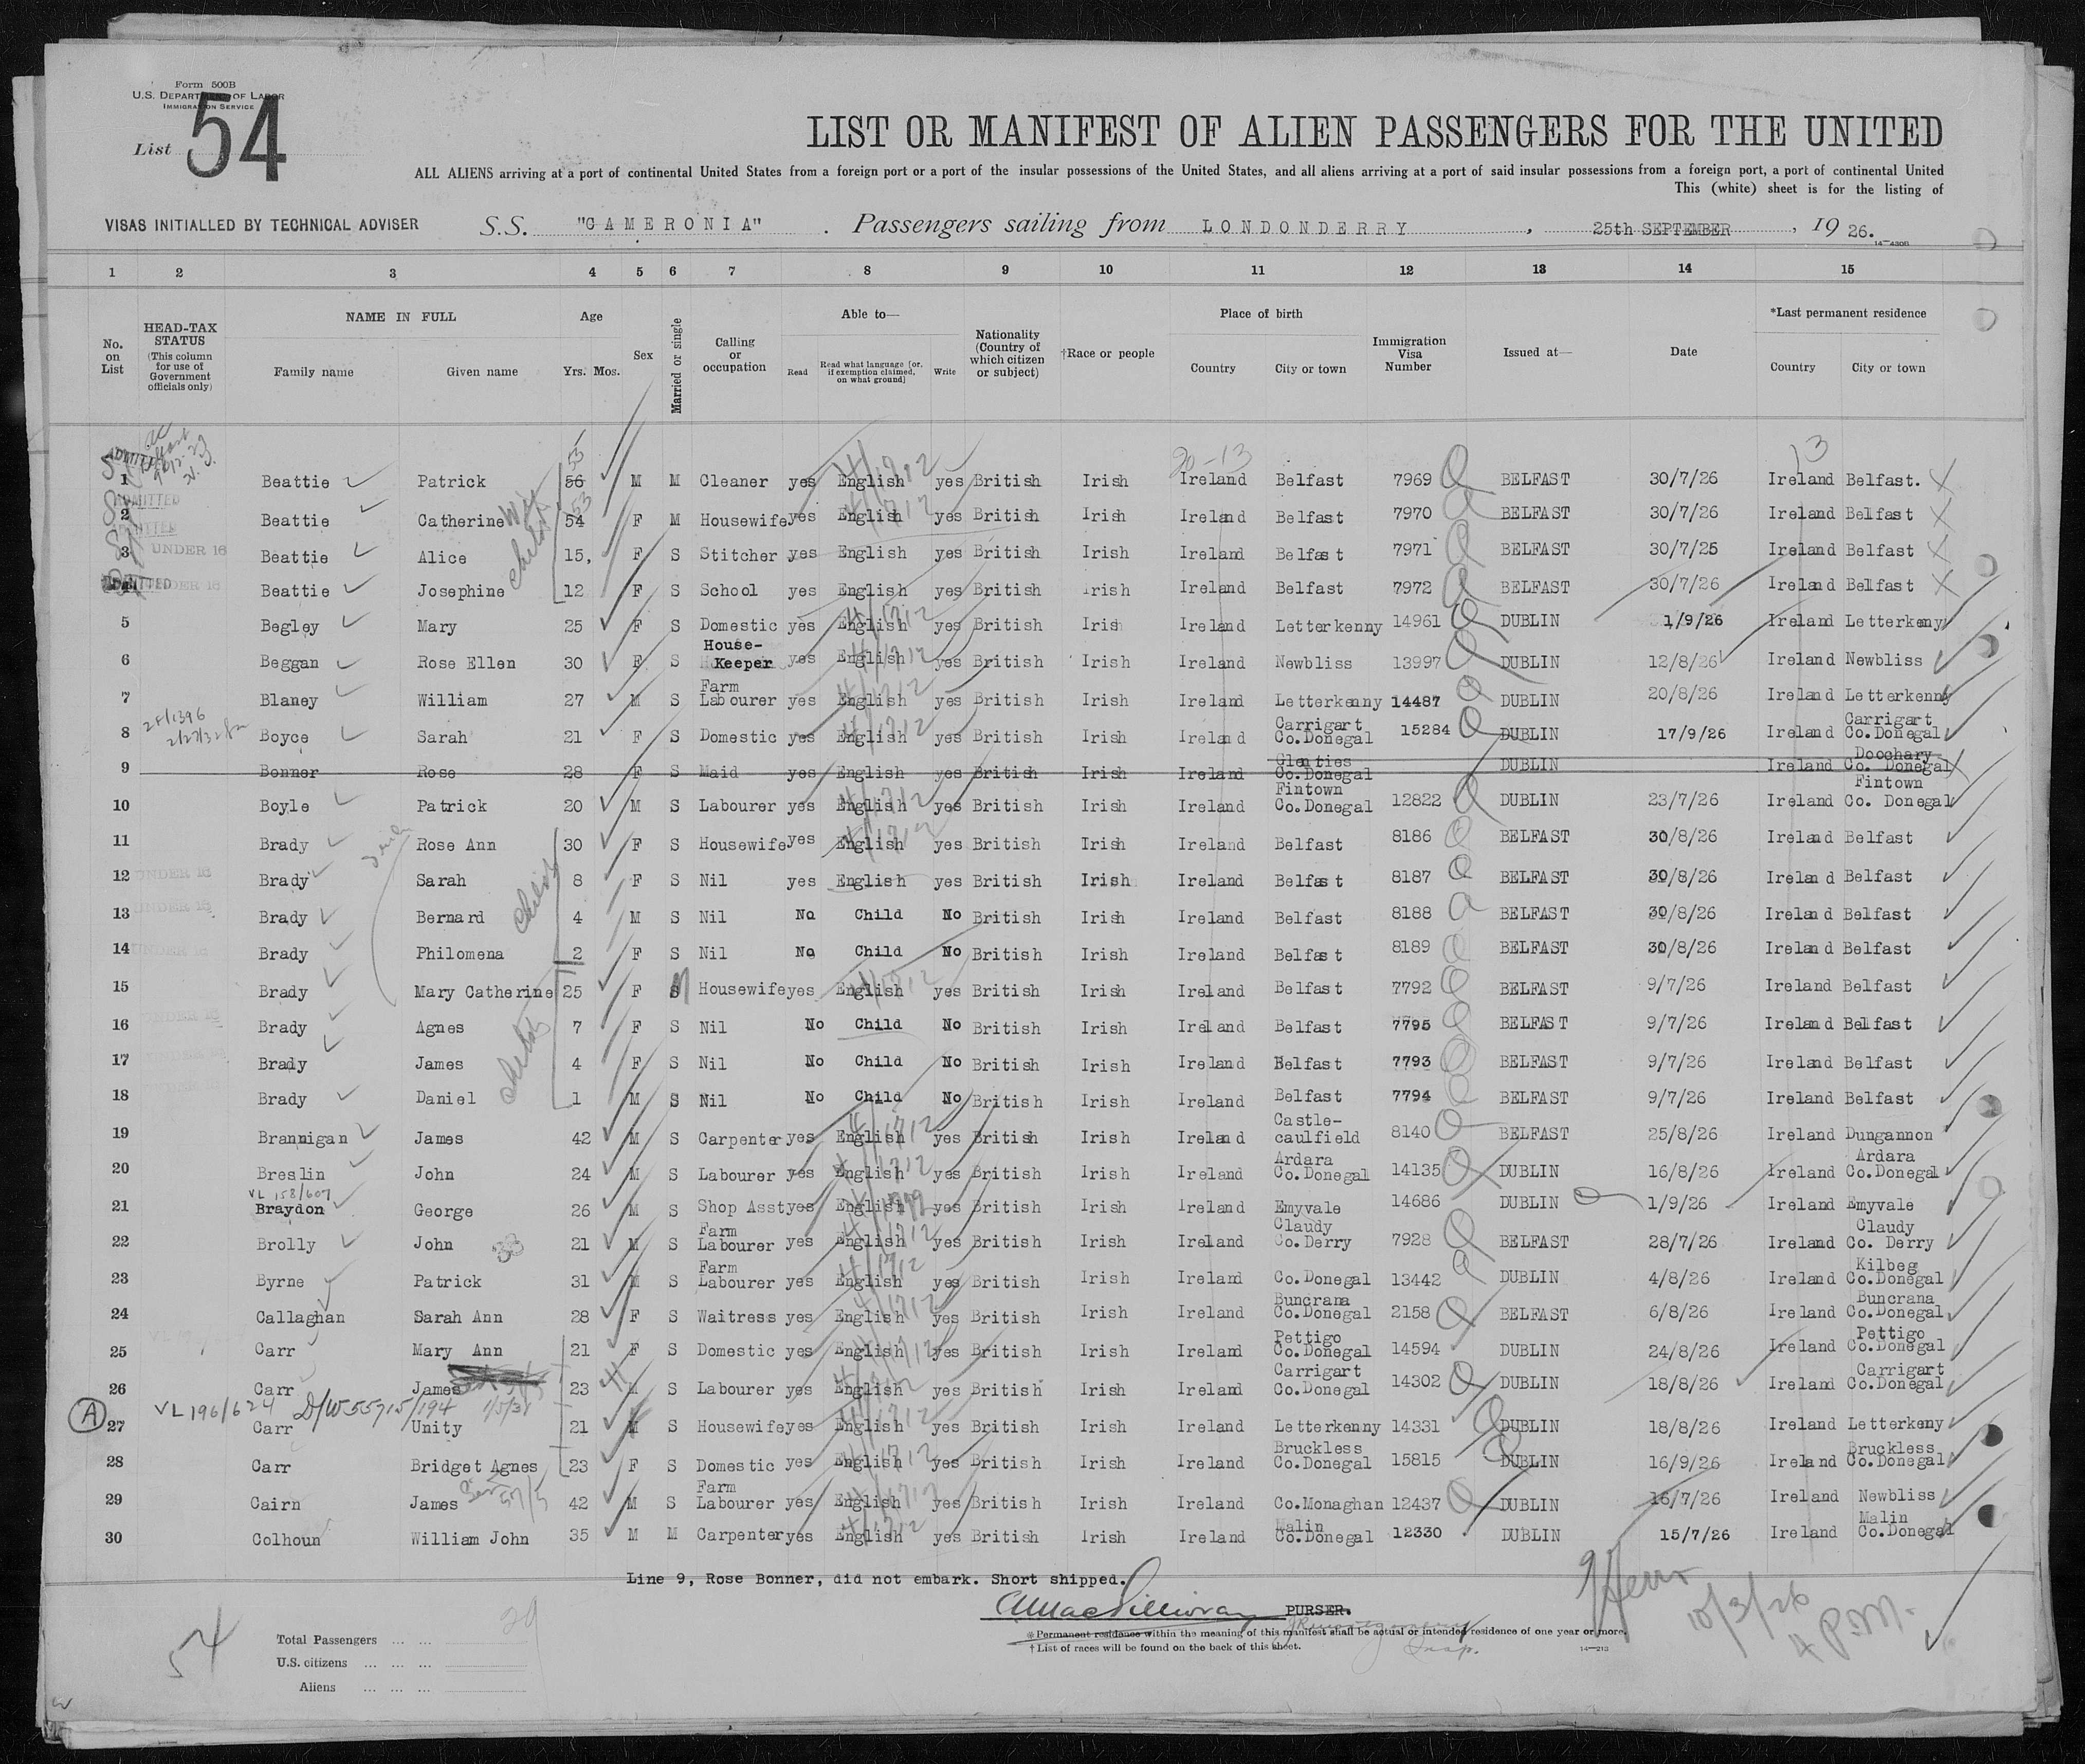 Form 500B
U.S. DEPARTMENT OF LABOR
IMMIGRATION SERVICE
List 54
LIST OR MANIFEST OF ALIEN PASSENGERS FOR THE UNITED
ALL ALIENS arriving at a port of continental United States from a foreign port or a port of the insular possessions of the United States, and all aliens arriving at a port of said insular possessions from a foreign port, a port of continental United
This (white) sheet is for the listing of
VISAS INITIALLED BY TECHNICAL ADVISER S.S. "CAMERONIA" . Passengers sailing from LONDONDERRY , 25th SEPTEMBER , 19 26.
14—430B
1 2 3 4 5 6 7 8 9 10 11 12 13 14 15
No. on List HEAD-TAX STATUS (This column for use of Government officials only) NAME IN FULL Family name Given name Age Yrs. Mos. Sex Married or single Calling or occupation Able to— Read Read what language [or, if exemption claimed, on what ground] Write Nationality (Country of which citizen or subject) †Race or people Place of birth Country City or town Immigration Visa Number Issued at— Date *Last permanent residence Country City or town
20-13 13
1 Beattie Patrick 56 53 M M Cleaner yes English yes British Irish Ireland Belfast 7969 BELFAST 30/7/26 Ireland Belfast.
ADMITTED
2 Beattie Catherine Wife 54 53 F M Housewife yes English yes British Irish Ireland Belfast 7970 BELFAST 30/7/26 Ireland Belfast
3 UNDER 16 Beattie Alice 15, F S Stitcher yes English yes British Irish Ireland Belfast 7971 BELFAST 30/7/26 Ireland Belfast
4 ADMITTED UNDER 16 Beattie Josephine 12 F S School yes English yes British Irish Ireland Belfast 7972 BELFAST 30/7/26 Ireland Belfast
5 Begley Mary 25 F S Domestic yes English yes British Irish Ireland Letterkenny 14961 DUBLIN 1/9/26 Ireland Letterkeny
6 Beggan Rose Ellen 30 F S House-Keeper yes English yes British Irish Ireland Newbliss 13997 DUBLIN 12/8/26 Ireland Newbliss
7 Blaney William 27 M S Farm Labourer yes English yes British Irish Ireland Letterkenny 14487 DUBLIN 20/8/26 Ireland Letterkenny
8 Boyce Sarah 21 F S Domestic yes English yes British Irish Ireland Carrigart Co.Donegal 15284 DUBLIN 17/9/26 Ireland Carrigart Co.Donegal
9 Bonner Rose 28 F S Maid yes English yes British Irish Ireland Glenties Co.Donegal DUBLIN Ireland Doochary Co. Donegal
10 Boyle Patrick 20 M S Labourer yes English yes British Irish Ireland Fintown Co.Donegal 12822 DUBLIN 23/7/26 Ireland Fintown Co. Donegal
11 Brady Rose Ann 30 F S Housewife yes English yes British Irish Ireland Belfast 8186 BELFAST 30/8/26 Ireland Belfast
12 UNDER 16 Brady Sarah 8 F S Nil yes English yes British Irish Ireland Belfast 8187 BELFAST 30/8/26 Ireland Belfast
13 UNDER 16 Brady Bernard 4 M S Nil No Child No British Irish Ireland Belfast 8188 BELFAST 30/8/26 Ireland Belfast
14 UNDER 16 Brady Philomena 2 F S Nil No Child No British Irish Ireland Belfast 8189 BELFAST 30/8/26 Ireland Belfast
15 Brady Mary Catherine 25 F M Housewife yes English yes British Irish Ireland Belfast 7792 BELFAST 9/7/26 Ireland Belfast
16 UNDER 16 Brady Agnes 7 F S Nil No Child No British Irish Ireland Belfast 7795 BELFAST 9/7/26 Ireland Belfast
17 UNDER 16 Brady James 4 F S Nil No Child No British Irish Ireland Belfast 7793 BELFAST 9/7/26 Ireland Belfast
18 UNDER 16 Brady Daniel 1 M S Nil No Child No British Irish Ireland Belfast 7794 BELFAST 9/7/26 Ireland Belfast
19 Brannigan James 42 M S Carpenter yes English yes British Irish Ireland Castle-caulfield 8140 BELFAST 25/8/26 Ireland Dungannon
20 Breslin John 24 M S Labourer yes English yes British Irish Ireland Ardara Co.Donegal 14135 DUBLIN 16/8/26 Ireland Ardara Co.Donegal
VL 158/607
21 Braydon George 26 M S Shop Asst yes English yes British Irish Ireland Emyvale 14686 DUBLIN 1/9/26 Ireland Emyvale
22 Brolly John 21 M S Farm Labourer yes English yes British Irish Ireland Claudy Co. Derry 7928 BELFAST 28/7/26 Ireland Claudy Co. Derry
23 Byrne Patrick 31 M S Farm Labourer yes English yes British Irish Ireland Co.Donegal 13442 DUBLIN 4/8/26 Ireland Kilbeg Co.Donegal
24 Callaghan Sarah Ann 28 F S Waitress yes English yes British Irish Ireland Buncrana Co.Donegal 2158 BELFAST 6/8/26 Ireland Buncrana Co.Donegal
25 Carr Mary Ann 21 F S Domestic yes English yes British Irish Ireland Pettigo Co.Donegal 14594 DUBLIN 24/8/26 Ireland Pettigo Co.Donegal
26 Carr James 23 M S Labourer yes English yes British Irish Ireland Carrigart Co.Donegal 14302 DUBLIN 18/8/26 Ireland Carrigart Co.Donegal
VL 196/624 D/W 55715/194
(A) 27 Carr Unity 21 S Housewife yes English yes British Irish Ireland Letterkenny 14331 DUBLIN 18/8/26 Ireland Letterkeny
28 Carr Bridget Agnes 23 F S Domestic yes English yes British Irish Ireland Bruckless Co.Donegal 15815 DUBLIN 16/9/26 Ireland Bruckless Co.Donegal
29 Cairn James 42 M S Farm Labourer yes English yes British Irish Ireland Co.Monaghan 12437 DUBLIN 16/7/26 Ireland Newbliss
30 Colhoun William John 35 M M Carpenter yes English yes British Irish Ireland Malin Co.Donegal 12330 DUBLIN 15/7/26 Ireland Malin Co.Donegal
Line 9, Rose Bonner, did not embark. Short shipped.
PURSER.
54
Total Passengers ... ... 29
U.S. citizens ... ... ...
Aliens ... ... ...
* Permanent residence within the meaning of this manifest shall be actual or intended residence of one year or more.
† List of races will be found on the back of this sheet.
Insp.
14—213
10/3/26
4 P.M.